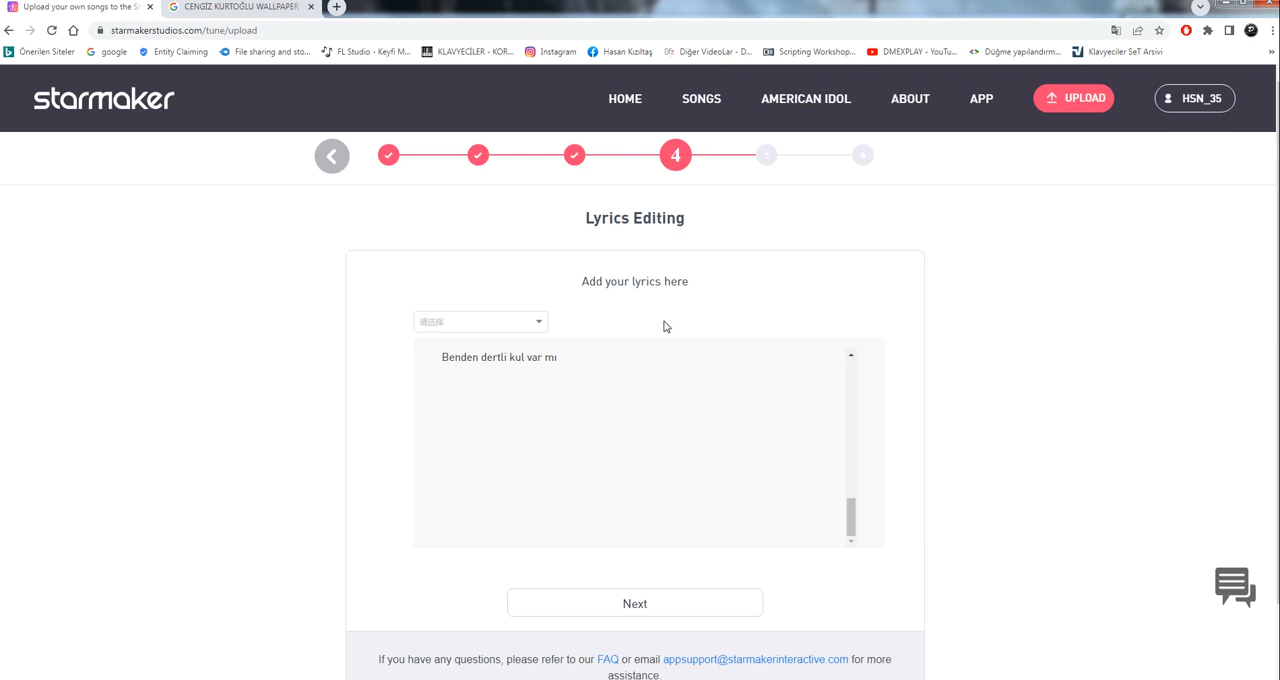 Upload your own songs to the S
CENGİZ KURTOĞLU WALLPAPER
starmakerstudios.com/tune/upload
Önerilen Siteler
google
Entity Claiming
File sharing and sto...
FL Studio - Keyfi M...
KLAVYECİLER - KOR...
Instagram
Hasan Kızıltaş
Diğer VideoLar - D...
Scripting Workshop...
DMEXPLAY - YouTu...
Düğme yapılandırm...
Klavyeciler SeT Arsivi
»
starmaker
HOME
SONGS
AMERICAN IDOL
ABOUT
APP
UPLOAD
HSN_35
4
5
6
Lyrics Editing
Add your lyrics here
请选择
Benden dertli kul var mı
Next
If you have any questions, please refer to our FAQ or email appsupport@starmakerinteractive.com for more
assistance.